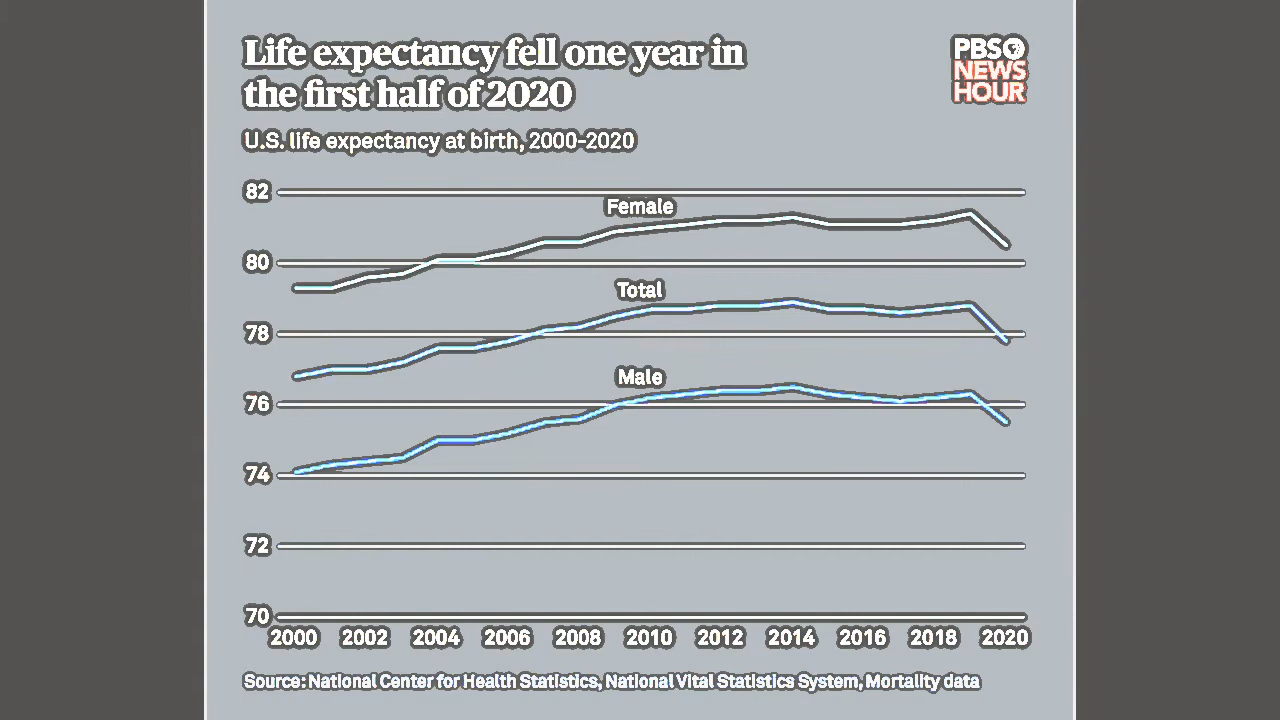 Life expectancy fell one year in
the first half of 2020
PBS
NEWS
HOUR
U.S. life expectancy at birth, 2000-2020
82
Female
80
Total
78
Male
76
74
72
70
2000 2002 2004 2006 2008 2010 2012 2014 2016 2018 2020
Source: National Center for Health Statistics, National Vital Statistics System, Mortality data